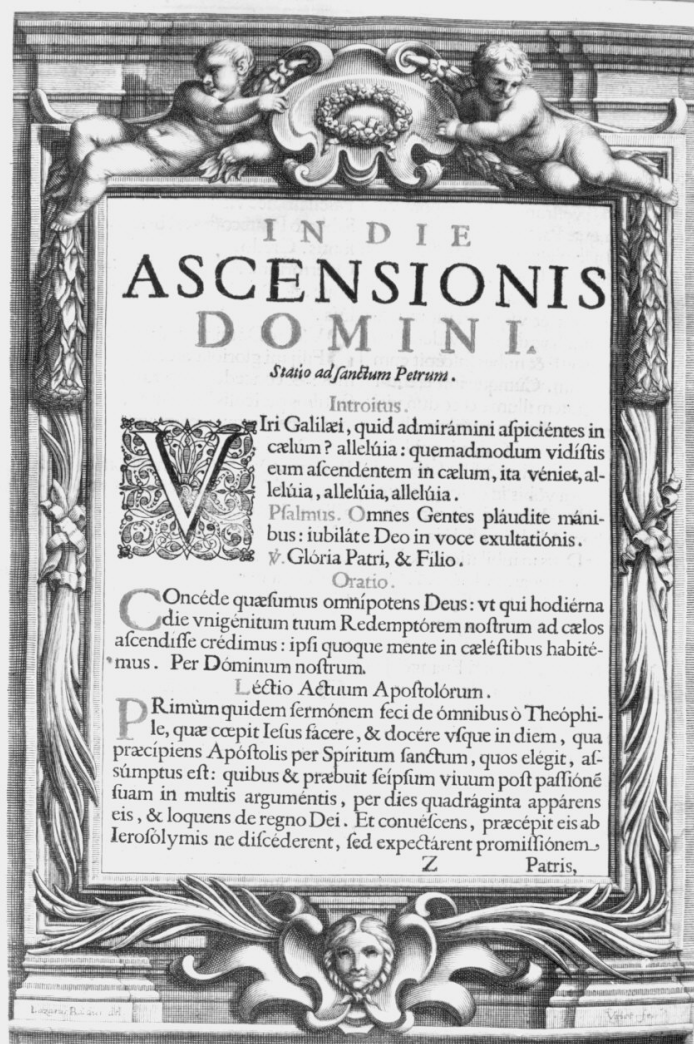 IN DIE
ASCENSIONIS
DOMINI.
Statio ad ſanctum Petrum.
Introitus.
VIri Galilæi, quid admirámini aſpiciéntes in
cælum? allelúia: quemadmodum vidíſtis
eum aſcendéntem in cælum, ita véniet, al-
lelúia, allelúia, allelúia.
Pſalmus. Omnes Gentes pláudite máni-
bus: iubiláte Deo in voce exultatiónis.
℣. Glória Patri, & Filio.
Oratio.
COncéde quæſumus omnípotens Deus: vt qui hodiérna
die vnigénitum tuum Redemptórem noſtrum ad cælos
aſcendiſſe crédimus: ipſi quoque mente in cæléſtibus habité-
mus. Per Dóminum noſtrum.
Léctio Actuum Apoſtolórum.
PRimùm quidem ſermónem feci de ómnibus ò Theóphi-
le, quæ cœpit Ieſus fácere, & docére vſque in diem, qua
præcípiens Apóſtolis per Spíritum ſanctum, quos elégit, aſ-
súmptus eſt: quibus & præbuit ſeípſum viuum poſt paſſiónē
ſuam in multis arguméntis, per dies quadráginta appárens
eis, & loquens de regno Dei. Et conuéſcens, præcépit eis ab
Ieroſólymis ne diſcéderent, ſed expectárent promiſſiónem
Z Patris,